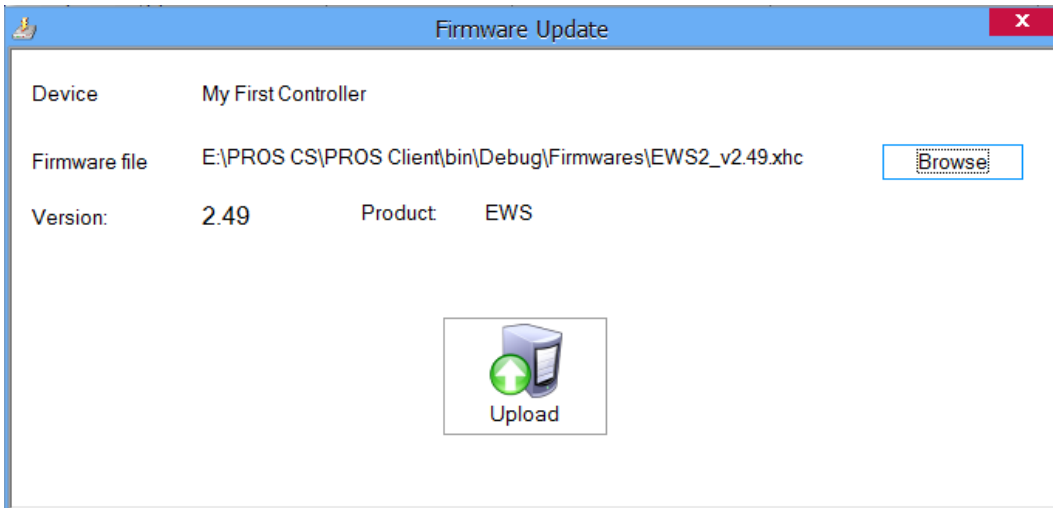 Firmware Update
x
Device My First Controller
Firmware file E:\PROS CS\PROS Client\bin\Debug\Firmwares\EWS2_v2.49.xhc Browse
Version: 2.49 Product: EWS
Upload